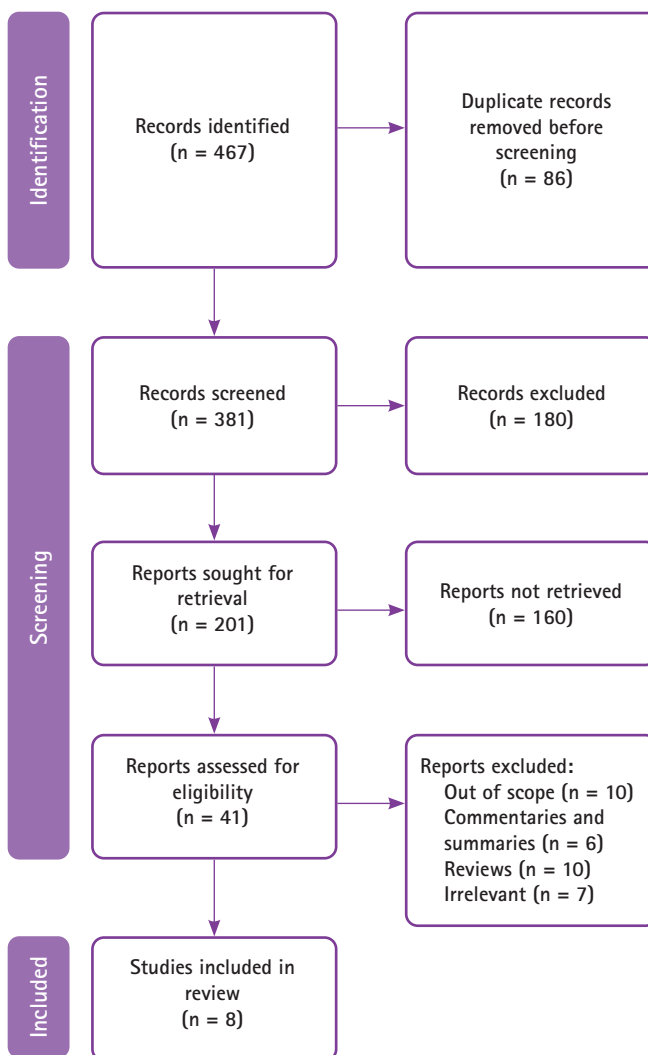 Identification
Records identified
(n = 467)
Duplicate records
removed before
screening
(n = 86)
Screening
Records screened
(n = 381)
Records excluded
(n = 180)
Reports sought for
retrieval
(n = 201)
Reports not retrieved
(n = 160)
Reports assessed for
eligibility
(n = 41)
Reports excluded:
Out of scope (n = 10)
Commentaries and
summaries (n = 6)
Reviews (n = 10)
Irrelevant (n = 7)
Included
Studies included in
review
(n = 8)